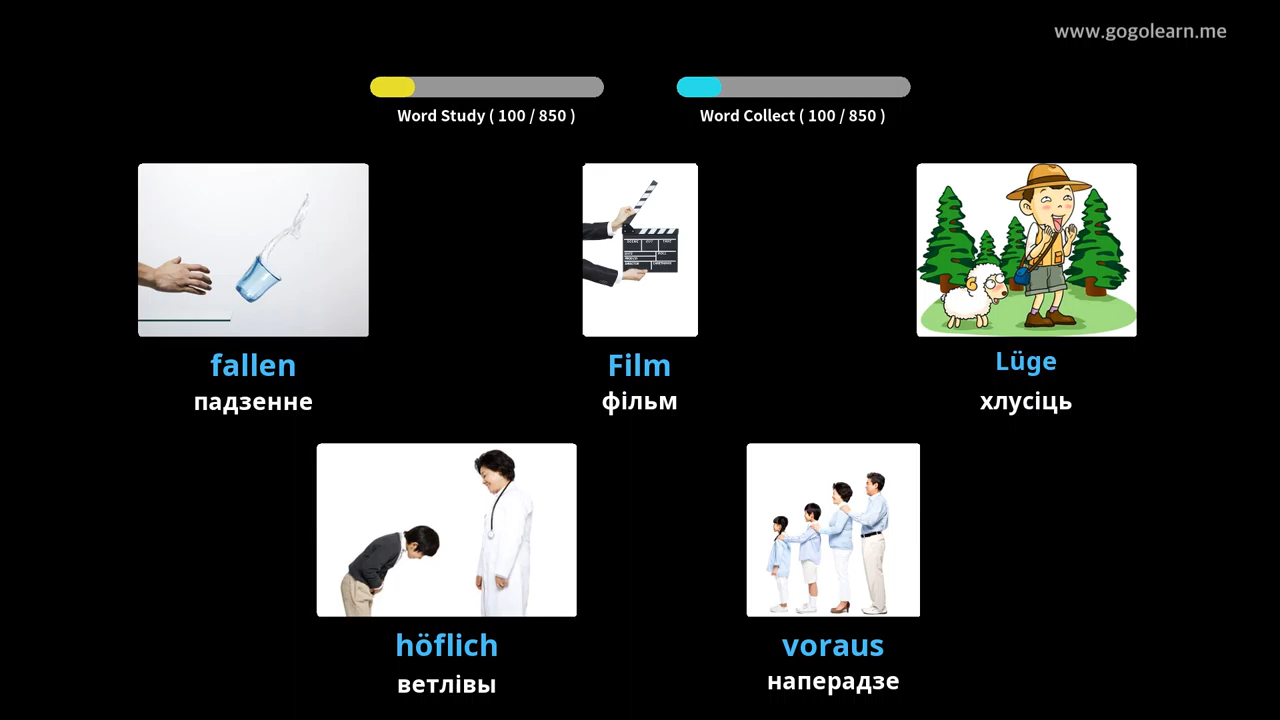 www.gogolearn.me
Word Study ( 100 / 850 )
Word Collect ( 100 / 850 )
fallen
падзенне
Film
фільм
Lüge
хлусіць
höflich
ветлівы
voraus
наперадзе